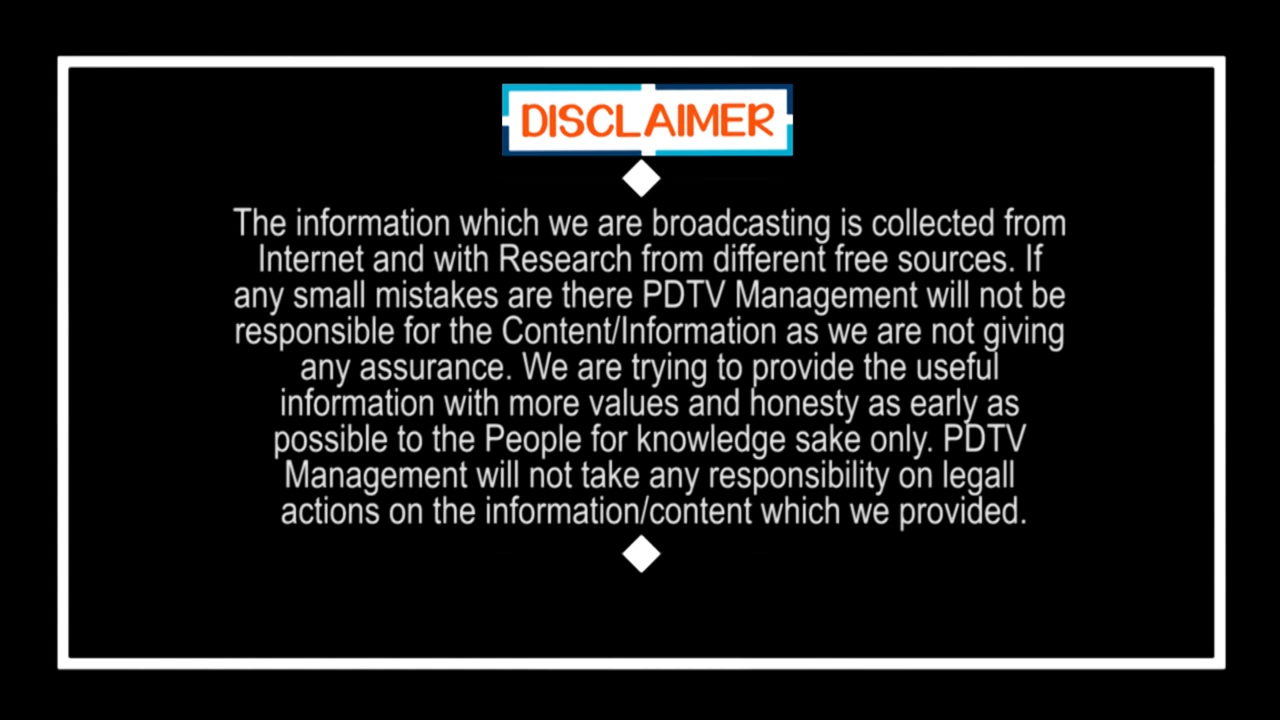 DISCLAIMER
The information which we are broadcasting is collected from
Internet and with Research from different free sources. If
any small mistakes are there PDTV Management will not be
responsible for the Content/Information as we are not giving
any assurance. We are trying to provide the useful
information with more values and honesty as early as
possible to the People for knowledge sake only. PDTV
Management will not take any responsibility on legall
actions on the information/content which we provided.